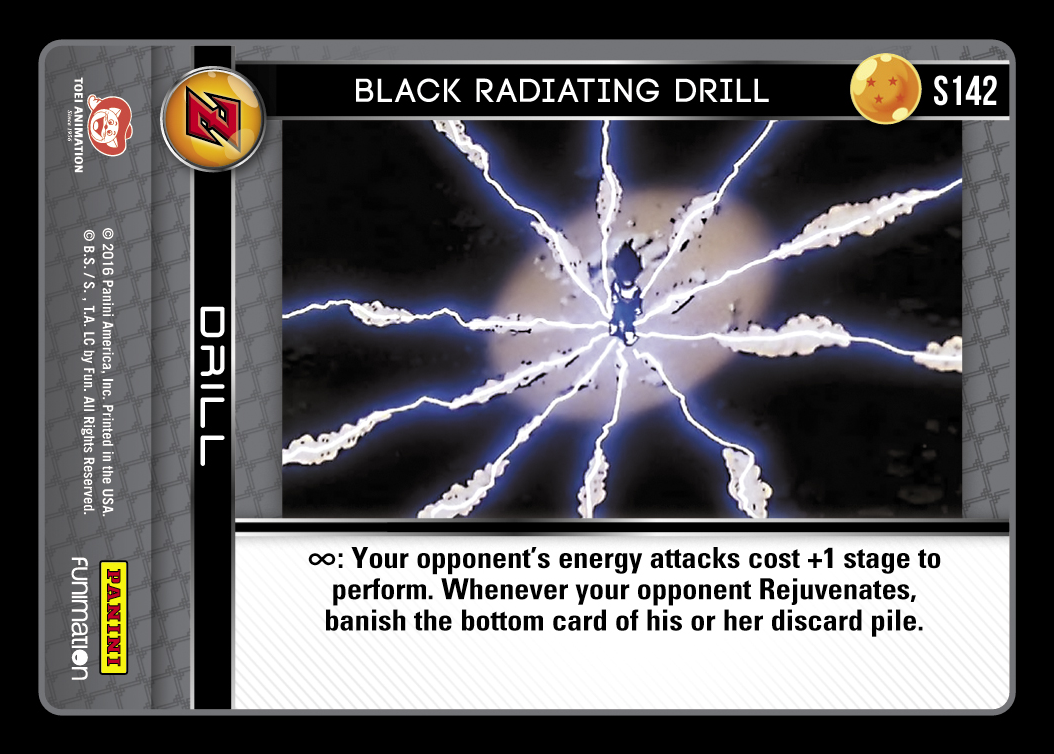 BLACK RADIATING DRILL
S142
DRILL
∞: Your opponent's energy attacks cost +1 stage to
perform. Whenever your opponent Rejuvenates,
banish the bottom card of his or her discard pile.
TOEI ANIMATION
Since 1956
© 2016 Panini America, Inc. Printed in the USA.
© B.S. / S. , T.A. LC by Fun. All Rights Reserved.
PANINI
FUNIMATION